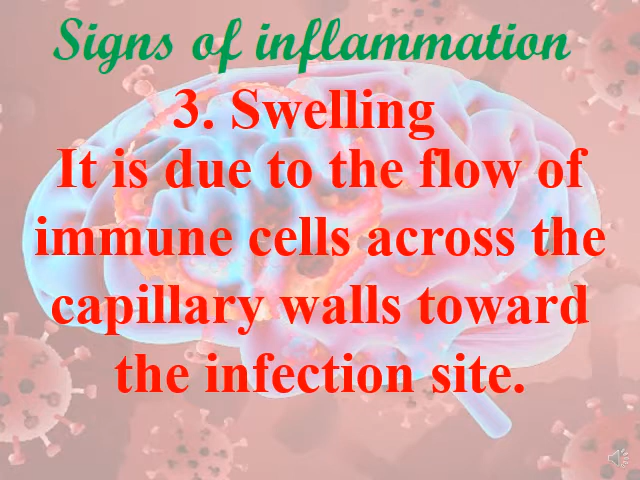 Signs of inflammation
3. Swelling
It is due to the flow of
immune cells across the
capillary walls toward
the infection site.